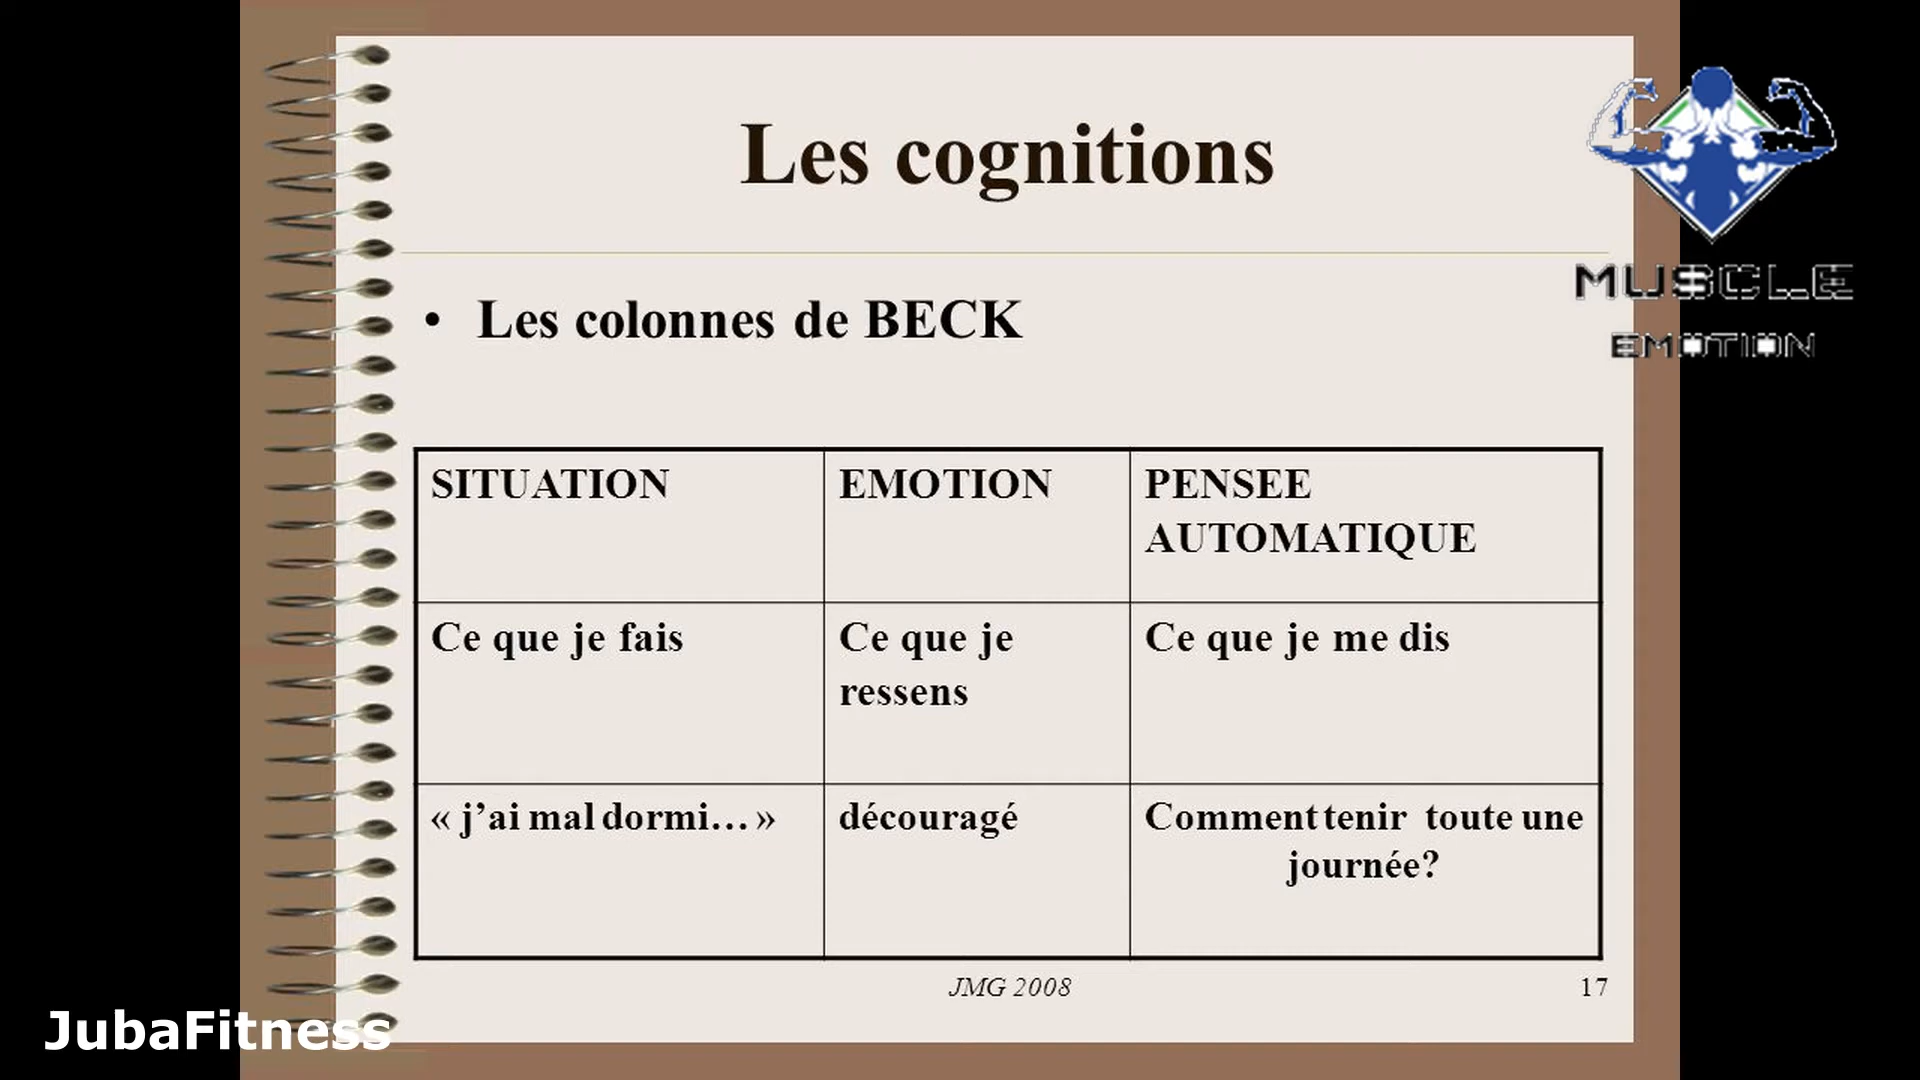 Les cognitions
MUSCLE
EMOTION
• Les colonnes de BECK
SITUATION
EMOTION
PENSEE
AUTOMATIQUE
Ce que je fais
Ce que je
ressens
Ce que je me dis
« j’ai mal dormi… »
découragé
Comment tenir toute une
journée?
JMG 2008
17
JubaFitness